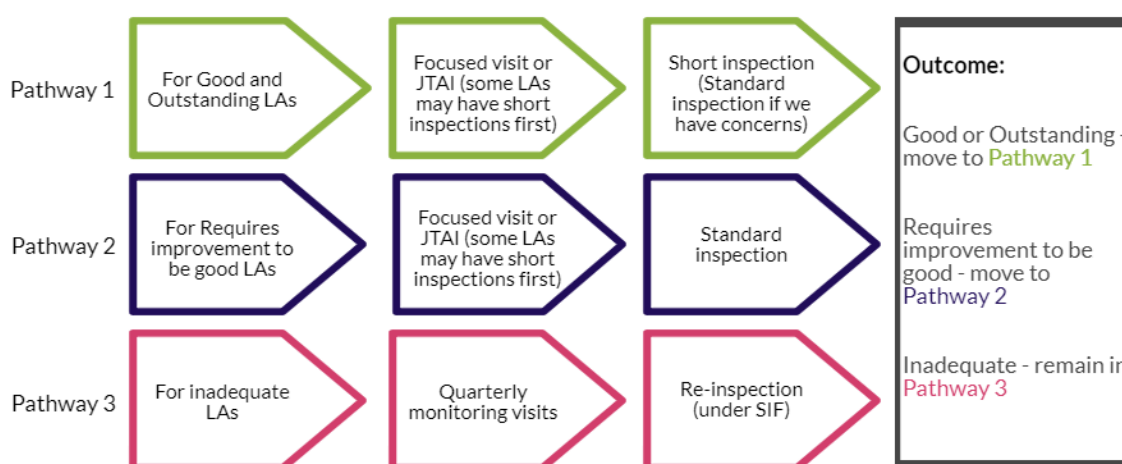 Pathway 1
For Good and
Outstanding LAs
Focused visit or
JTAI (some LAs
may have short
inspections first)
Short inspection
(Standard
inspection if we
have concerns)
Pathway 2
For Requires
improvement to
be good LAs
Focused visit or
JTAI (some LAs
may have short
inspections first)
Standard
inspection
Pathway 3
For inadequate
LAs
Quarterly
monitoring visits
Re-inspection
(under SIF)
Outcome:
Good or Outstanding -
move to Pathway 1
Requires
improvement to be
good - move to
Pathway 2
Inadequate - remain in
Pathway 3